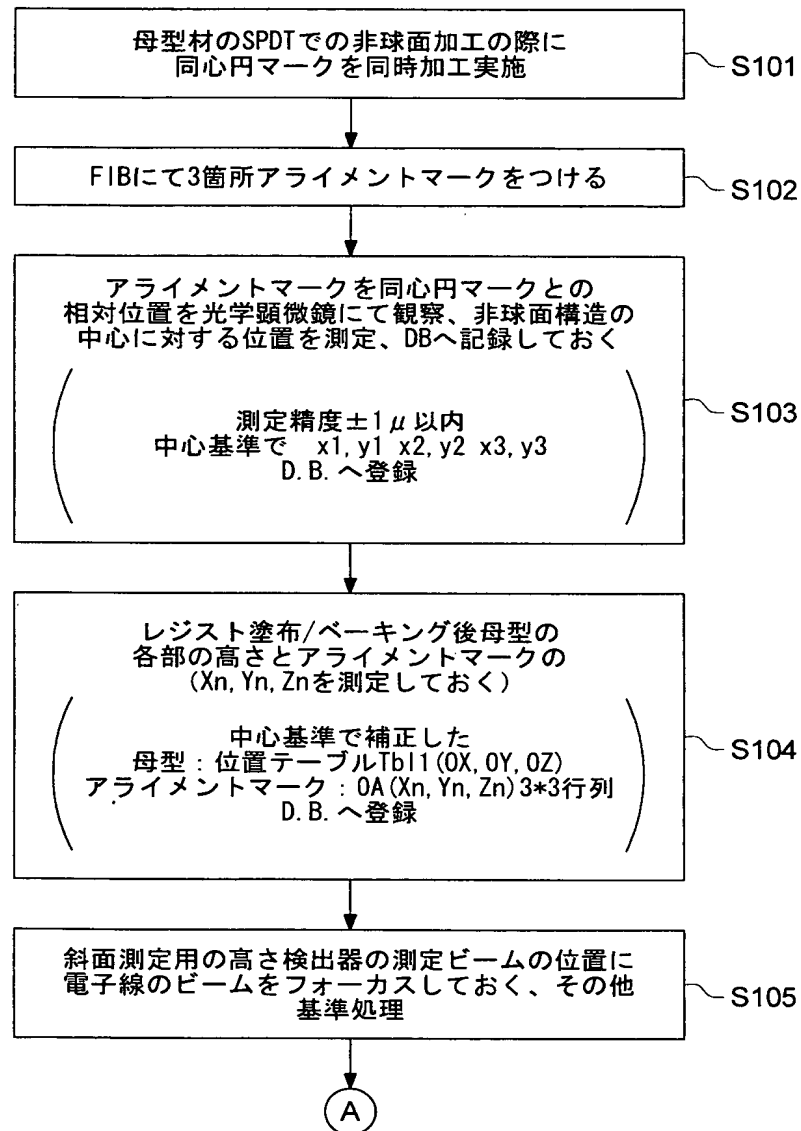 母型材のSPDTでの非球面加工の際に
同心円マークを同時加工実施
S101
FIBにて3箇所アライメントマークをつける
S102
アライメントマークを同心円マークとの
相対位置を光学顕微鏡にて観察、非球面構造の
中心に対する位置を測定、DBへ記録しておく
測定精度±1μ以内
中心基準で x1,y1 x2,y2 x3,y3
D.B.へ登録
S103
レジスト塗布/ベーキング後母型の
各部の高さとアライメントマークの
(Xn,Yn,Znを測定しておく)
中心基準で補正した
母型:位置テーブルTbl1(OX,OY,OZ)
アライメントマーク:OA(Xn,Yn,Zn)3*3行列
D.B.へ登録
S104
斜面測定用の高さ検出器の測定ビームの位置に
電子線のビームをフォーカスしておく、その他
基準処理
S105
A